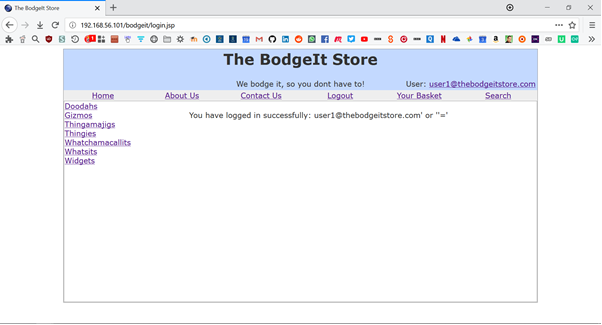 The BodgeIt Store
192.168.56.101/bodgeit/login.jsp
The BodgeIt Store
We bodge it, so you dont have to!
User: user1@thebodgeitstore.com
Home About Us Contact Us Logout Your Basket Search
Doodahs
Gizmos
Thingamajigs
Thingies
Whatchamacallits
Whatsits
Widgets
You have logged in successfully: user1@thebodgeitstore.com' or ''='